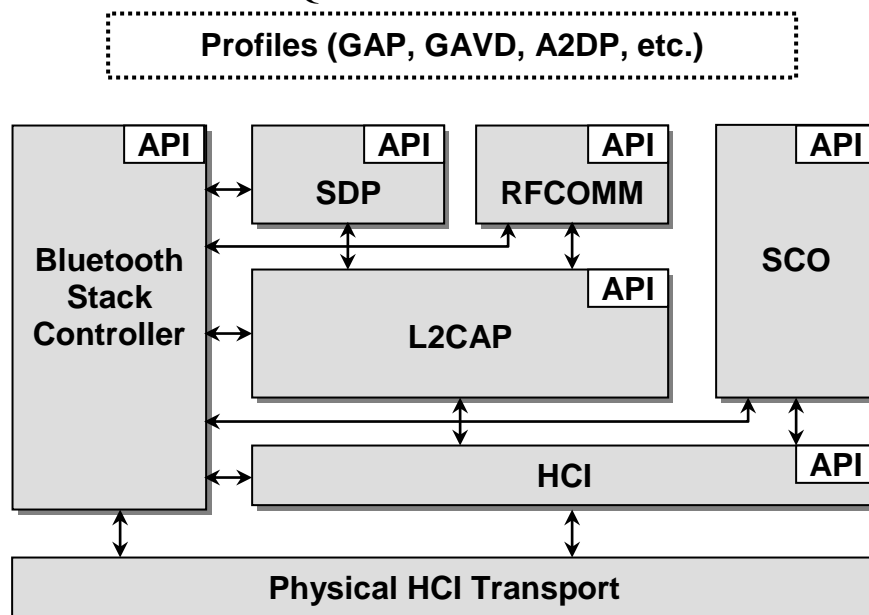 Profiles (GAP, GAVD, A2DP, etc.)
API
API
API
API
SDP
RFCOMM
Bluetooth
Stack
Controller
SCO
API
L2CAP
API
HCI
Physical HCI Transport